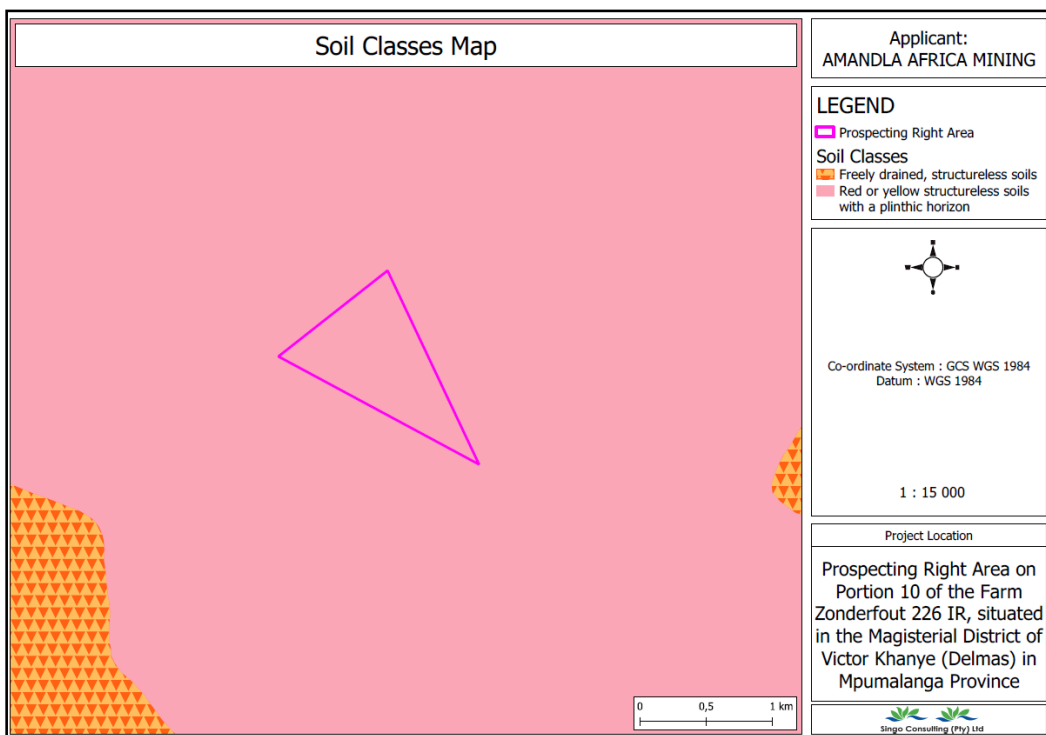 Soil Classes Map
Applicant:
AMANDLA AFRICA MINING
LEGEND
Prospecting Right Area
Soil Classes
Freely drained, structureless soils
Red or yellow structureless soils
with a plinthic horizon
Co-ordinate System : GCS WGS 1984
Datum : WGS 1984
1 : 15 000
Project Location
Prospecting Right Area on
Portion 10 of the Farm
Zonderfout 226 IR, situated
in the Magisterial District of
Victor Khanye (Delmas) in
Mpumalanga Province
0 0,5 1 km
Singo Consulting (Pty) Ltd